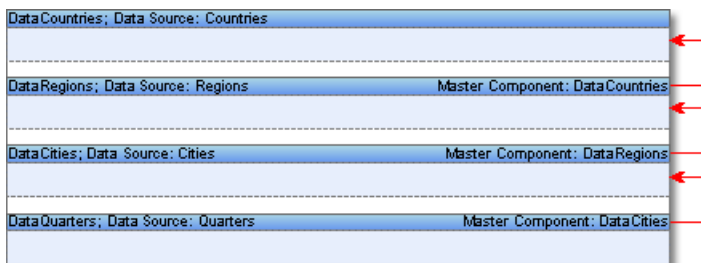 DataCountries; Data Source: Countries
DataRegions; Data Source: Regions Master Component: DataCountries
DataCities; Data Source: Cities Master Component: DataRegions
DataQuarters; Data Source: Quarters Master Component: DataCities